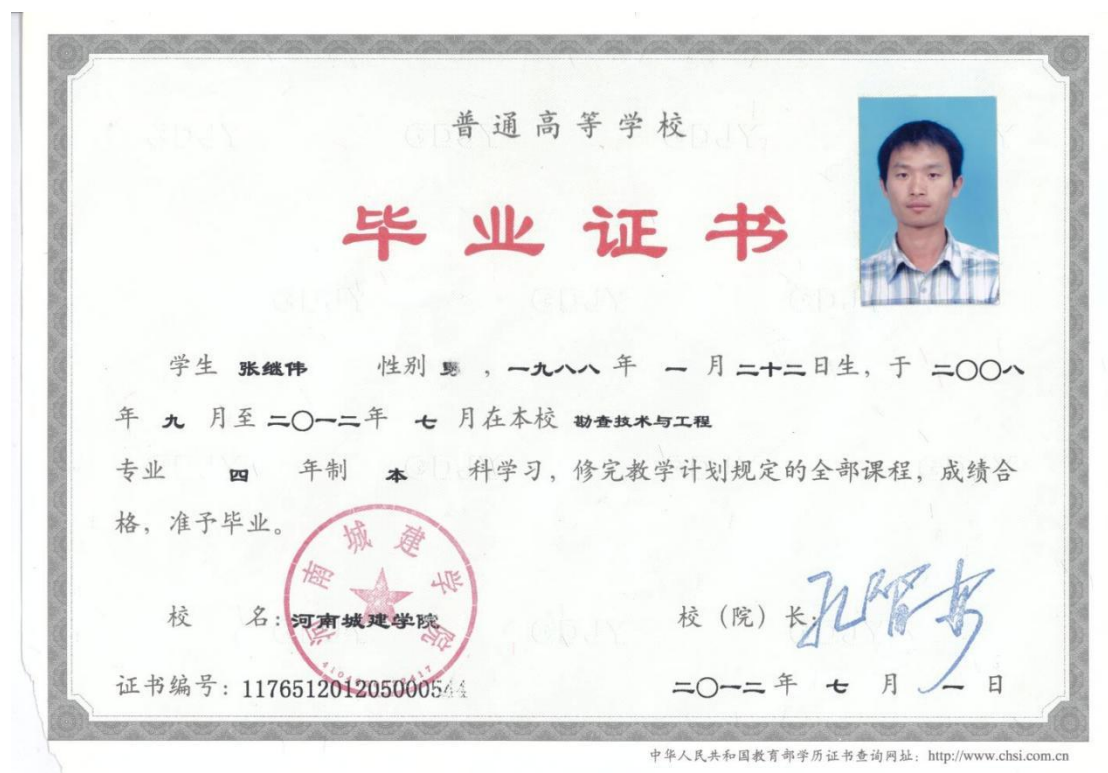 普通高等学校
毕业证书
学生 张继伟 性别 , 一九八八 年 一 月 二十二 日生, 于 二〇〇八
年 九 月至 二〇一二 年 七 月在本校 勘查技术与工程
专业 四 年制 本 科学习, 修完教学计划规定的全部课程, 成绩合
格, 准予毕业。
河南城建学院
校 名: 河南城建学院 校（院）长:
证书编号: 117651201205000544 二〇一二 年 七 月 一 日
中华人民共和国教育部学历证书查询网址: http://www.chsi.com.cn